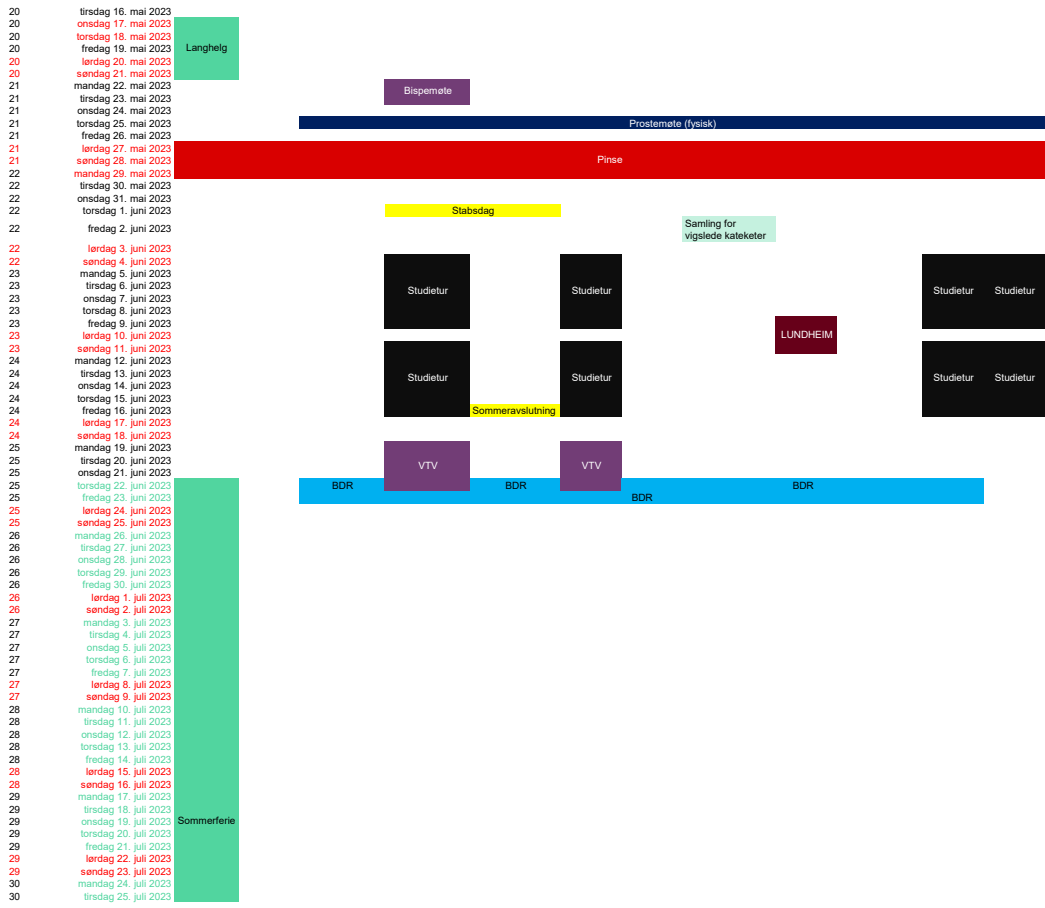 20 tirsdag 16. mai 2023
20 onsdag 17. mai 2023
20 torsdag 18. mai 2023
20 fredag 19. mai 2023 Langhelg
20 lørdag 20. mai 2023
20 søndag 21. mai 2023
21 mandag 22. mai 2023 Bispemøte
21 tirsdag 23. mai 2023
21 onsdag 24. mai 2023
21 torsdag 25. mai 2023 Prostemøte (fysisk)
21 fredag 26. mai 2023
21 lørdag 27. mai 2023
21 søndag 28. mai 2023 Pinse
22 mandag 29. mai 2023
22 tirsdag 30. mai 2023
22 onsdag 31. mai 2023
22 torsdag 1. juni 2023 Stabsdag
22 fredag 2. juni 2023 Samling for
vigslede kateketer
22 lørdag 3. juni 2023
22 søndag 4. juni 2023
23 mandag 5. juni 2023
23 tirsdag 6. juni 2023 Studietur Studietur Studietur Studietur
23 onsdag 7. juni 2023
23 torsdag 8. juni 2023
23 fredag 9. juni 2023
23 lørdag 10. juni 2023 LUNDHEIM
23 søndag 11. juni 2023
24 mandag 12. juni 2023
24 tirsdag 13. juni 2023 Studietur Studietur Studietur Studietur
24 onsdag 14. juni 2023
24 torsdag 15. juni 2023
24 fredag 16. juni 2023 Sommeravslutning
24 lørdag 17. juni 2023
24 søndag 18. juni 2023
25 mandag 19. juni 2023
25 tirsdag 20. juni 2023 VTV VTV
25 onsdag 21. juni 2023
25 torsdag 22. juni 2023 BDR BDR BDR
25 fredag 23. juni 2023 BDR
25 lørdag 24. juni 2023
25 søndag 25. juni 2023
26 mandag 26. juni 2023
26 tirsdag 27. juni 2023
26 onsdag 28. juni 2023
26 torsdag 29. juni 2023
26 fredag 30. juni 2023
26 lørdag 1. juli 2023
26 søndag 2. juli 2023
27 mandag 3. juli 2023
27 tirsdag 4. juli 2023
27 onsdag 5. juli 2023
27 torsdag 6. juli 2023
27 fredag 7. juli 2023
27 lørdag 8. juli 2023
27 søndag 9. juli 2023
28 mandag 10. juli 2023
28 tirsdag 11. juli 2023
28 onsdag 12. juli 2023
28 torsdag 13. juli 2023
28 fredag 14. juli 2023
28 lørdag 15. juli 2023
28 søndag 16. juli 2023
29 mandag 17. juli 2023
29 tirsdag 18. juli 2023
29 onsdag 19. juli 2023 Sommerferie
29 torsdag 20. juli 2023
29 fredag 21. juli 2023
29 lørdag 22. juli 2023
29 søndag 23. juli 2023
30 mandag 24. juli 2023
30 tirsdag 25. juli 2023